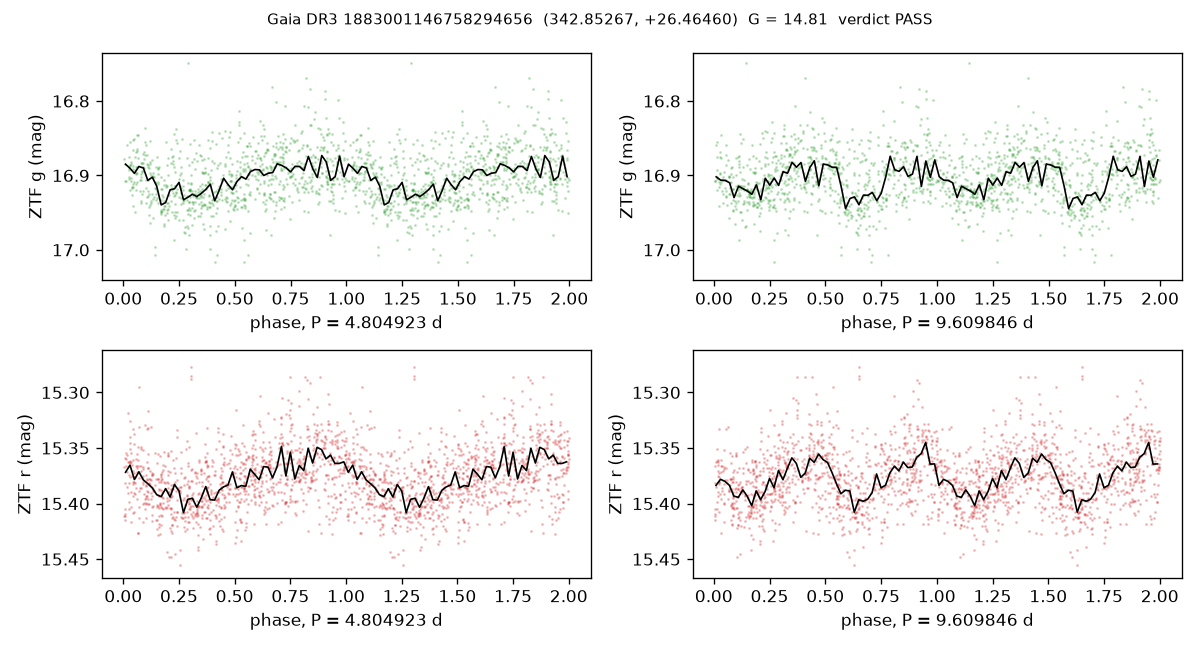 Gaia DR3 1883001146758294656  (342.85267, +26.46460)  G = 14.81  verdict PASS
ZTF g (mag)
16.8
16.9
17.0
0.00 0.25 0.50 0.75 1.00 1.25 1.50 1.75 2.00
phase, P = 4.804923 d
ZTF g (mag)
16.8
16.9
17.0
0.00 0.25 0.50 0.75 1.00 1.25 1.50 1.75 2.00
phase, P = 9.609846 d
ZTF r (mag)
15.30
15.35
15.40
15.45
0.00 0.25 0.50 0.75 1.00 1.25 1.50 1.75 2.00
phase, P = 4.804923 d
ZTF r (mag)
15.30
15.35
15.40
15.45
0.00 0.25 0.50 0.75 1.00 1.25 1.50 1.75 2.00
phase, P = 9.609846 d